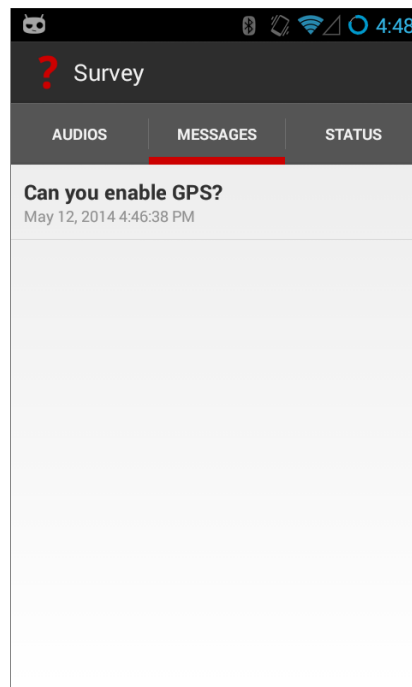 4:48
? Survey
AUDIOS MESSAGES STATUS
Can you enable GPS?
May 12, 2014 4:46:38 PM